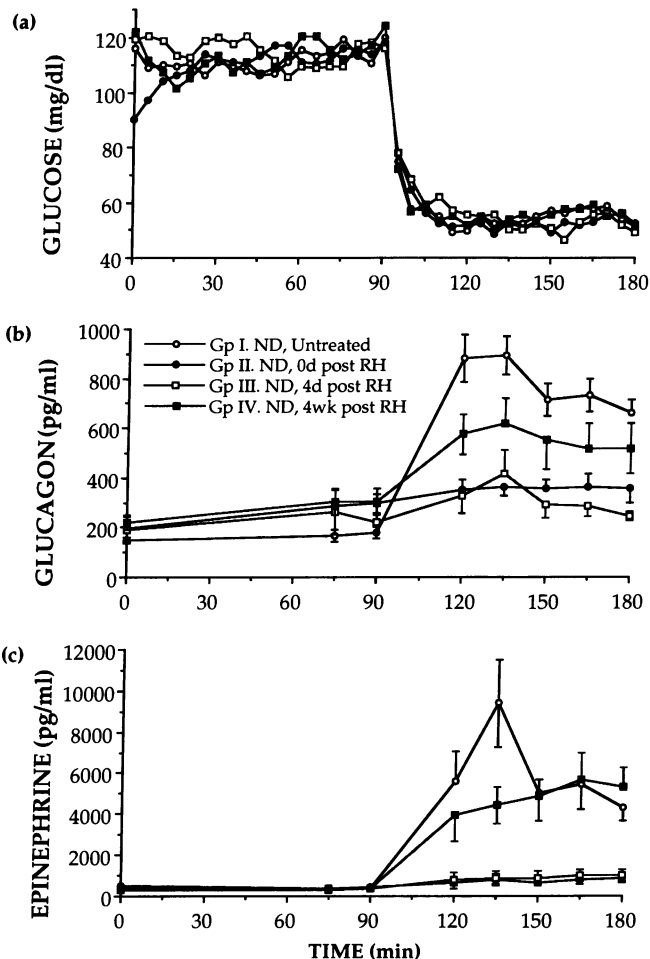 (a)
GLUCOSE (mg/dl)
120
100
80
60
40
0 30 60 90 120 150 180
(b)
GLUCAGON (pg/ml)
1000
800
600
400
200
0
Gp I. ND, Untreated
Gp II. ND, 0d post RH
Gp III. ND, 4d post RH
Gp IV. ND, 4wk post RH
0 30 60 90 120 150 180
(c)
EPINEPHRINE (pg/ml)
12000
10000
8000
6000
4000
2000
0
0 30 60 90 120 150 180
TIME (min)